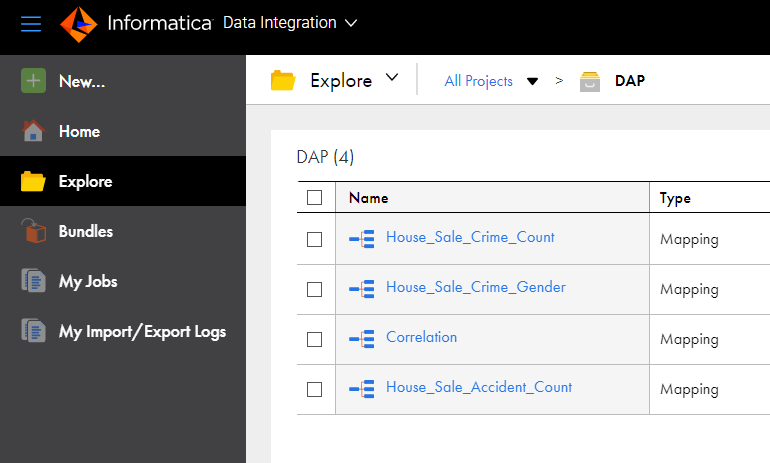 Informatica Data Integration
New...
Home
Explore
Bundles
My Jobs
My Import/Export Logs
Explore All Projects > DAP
DAP (4)
Name Type
House_Sale_Crime_Count Mapping
House_Sale_Crime_Gender Mapping
Correlation Mapping
House_Sale_Accident_Count Mapping